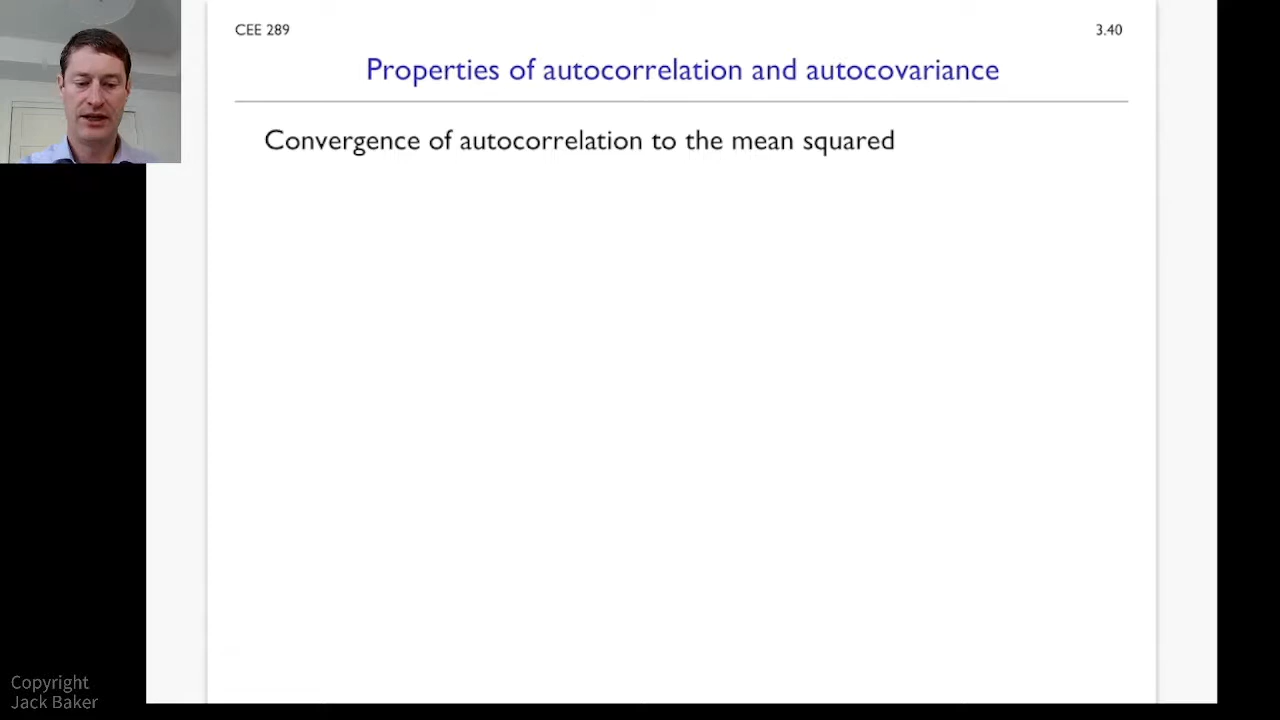 CEE 289
3.40
Properties of autocorrelation and autocovariance
Convergence of autocorrelation to the mean squared
Copyright
Jack Baker